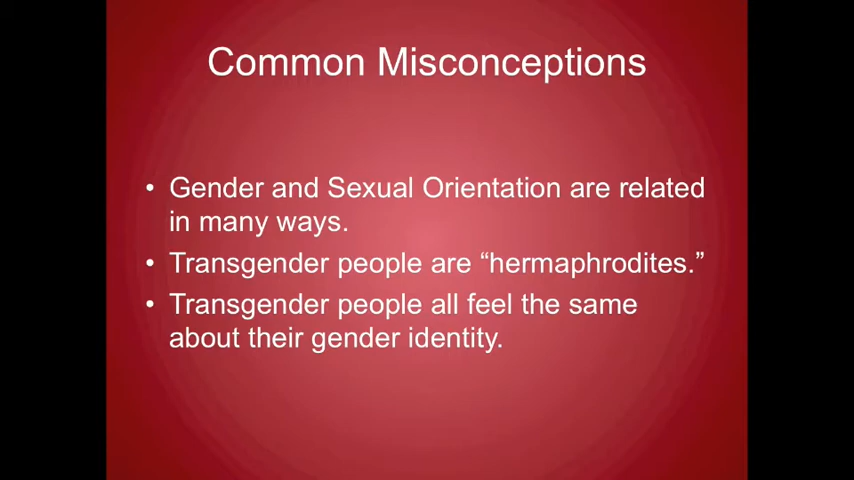 Common Misconceptions
• Gender and Sexual Orientation are related
in many ways.
• Transgender people are “hermaphrodites.”
• Transgender people all feel the same
about their gender identity.